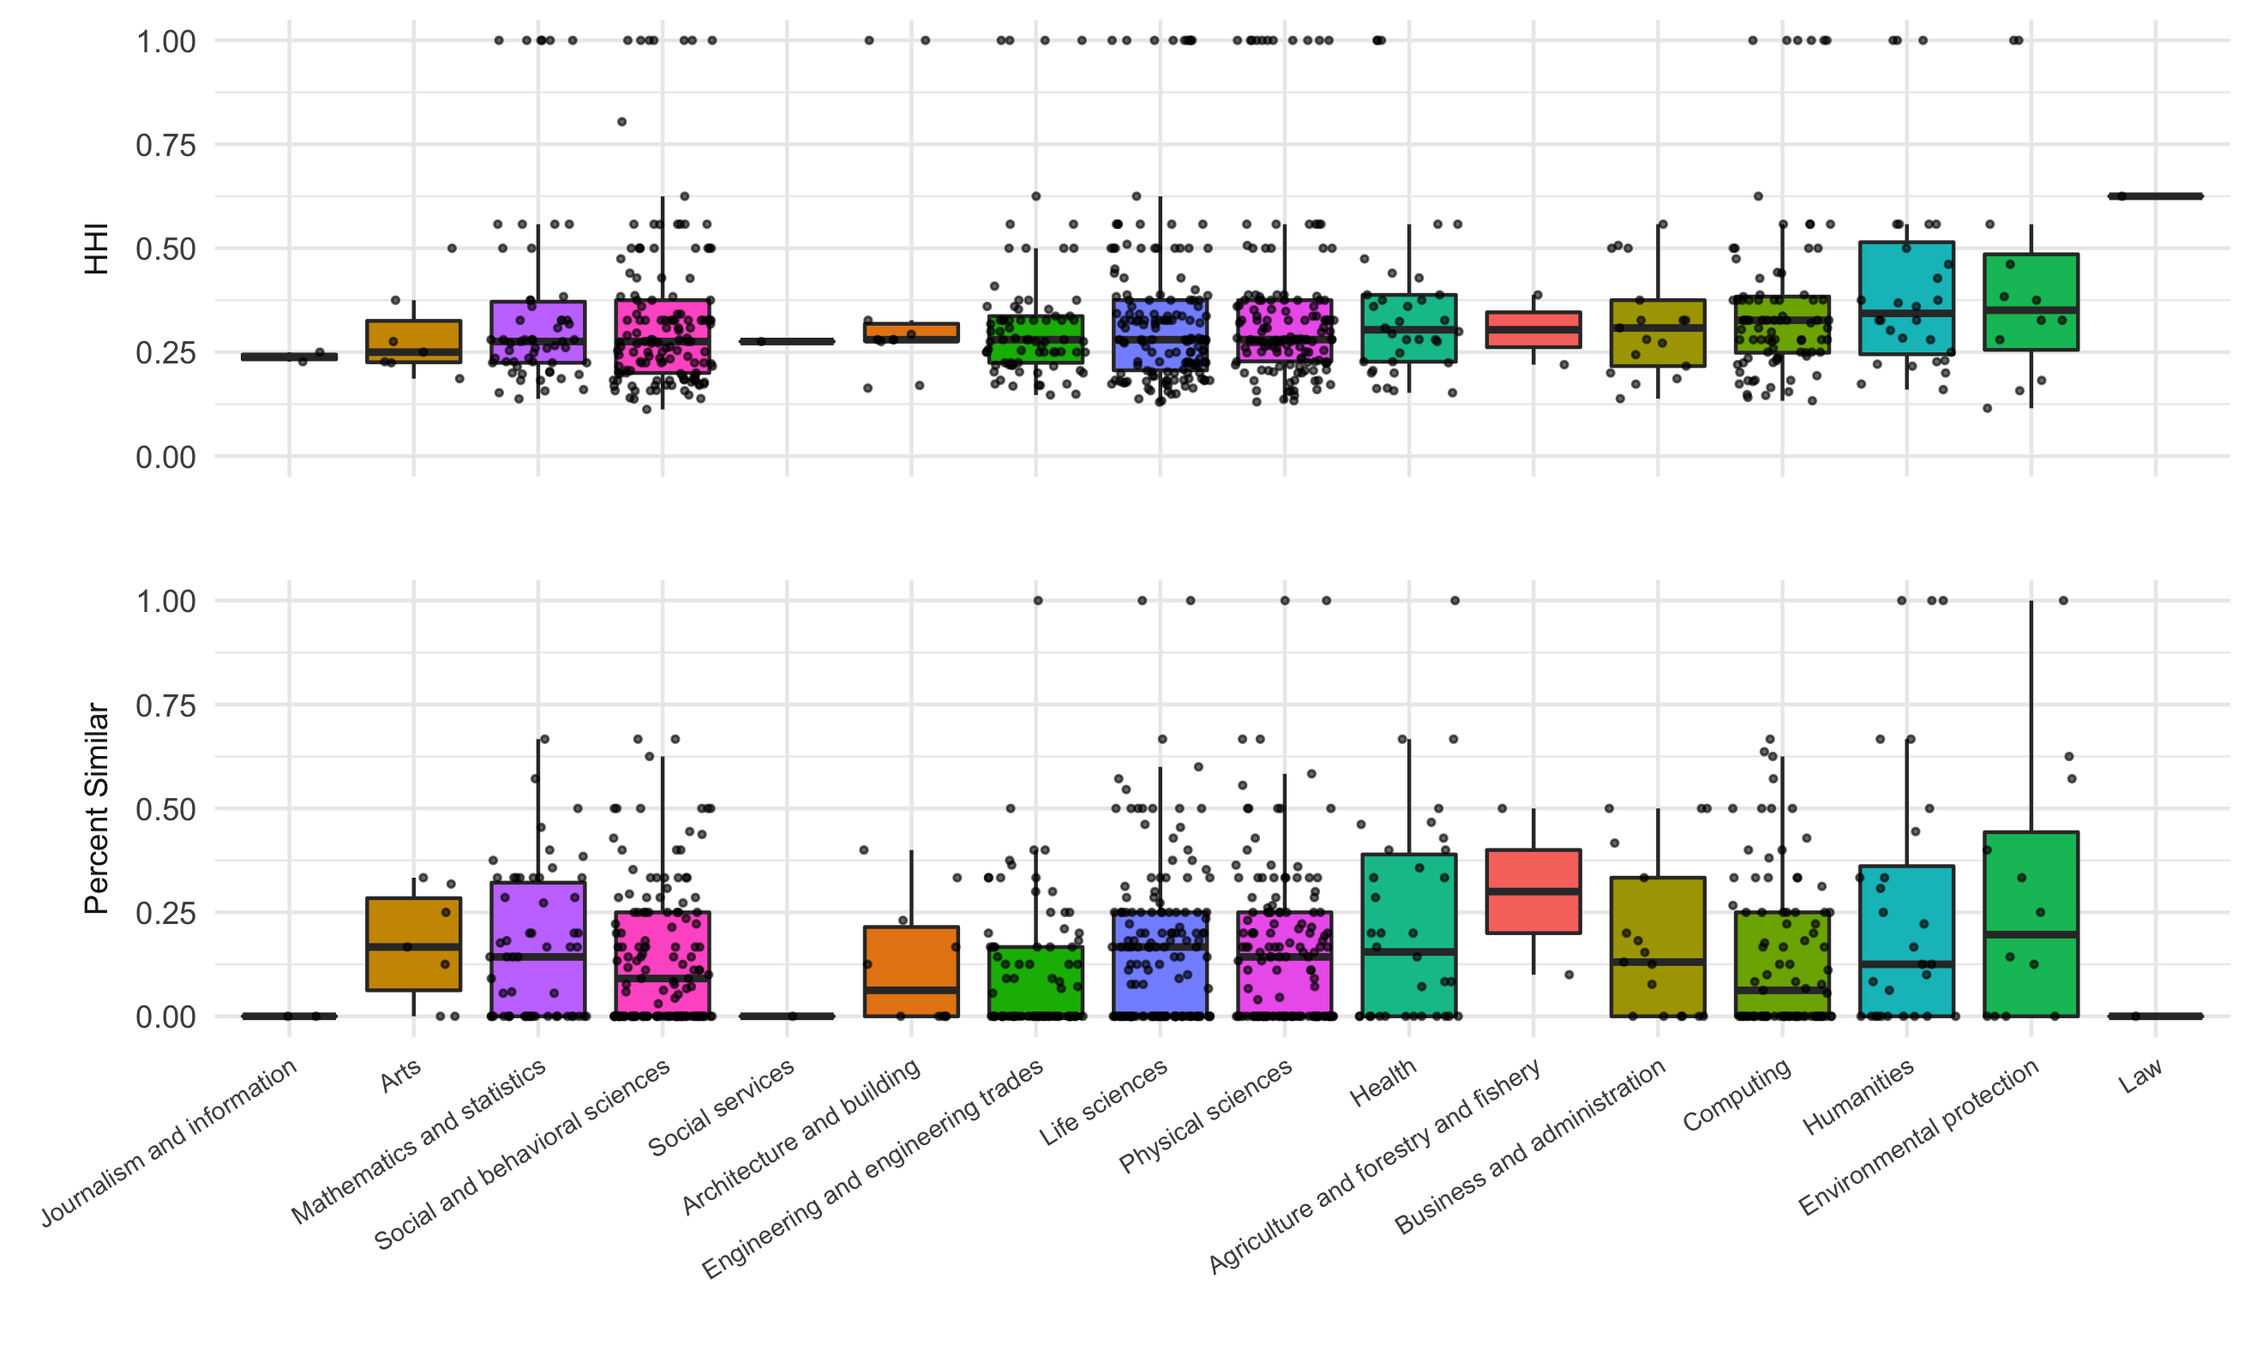 1.00
0.75
HHI
0.50
0.25
0.00
1.00
0.75
Percent Similar
0.50
0.25
0.00
Journalism and information
Arts
Mathematics and statistics
Social and behavioral sciences
Social services
Architecture and building
Engineering and engineering trades
Life sciences
Physical sciences
Health
Agriculture and forestry and fishery
Business and administration
Computing
Humanities
Environmental protection
Law